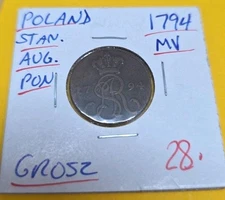 POLAND
STAN.
AUG.
PON
1794
MV
GROSZ
28.